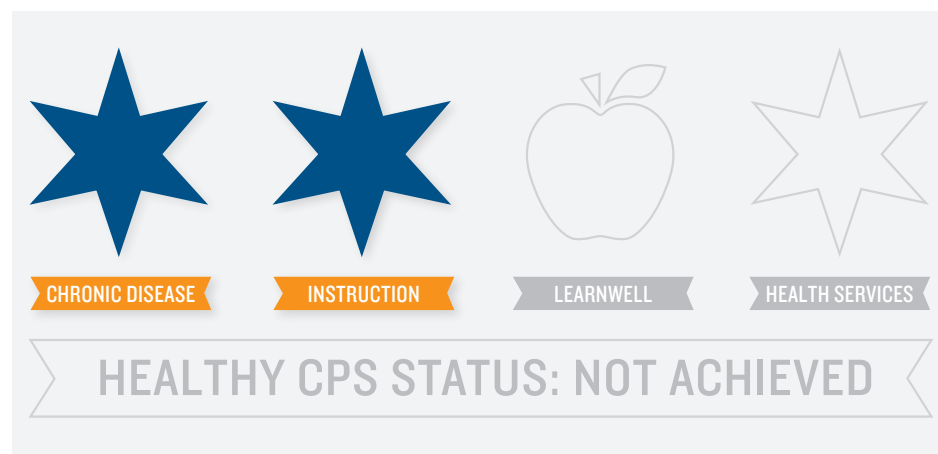 CHRONIC DISEASE
INSTRUCTION
LEARNWELL
HEALTH SERVICES
HEALTHY CPS STATUS: NOT ACHIEVED